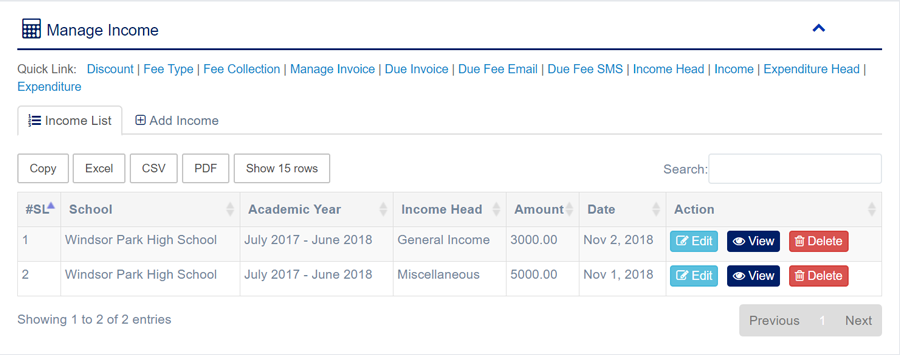 Manage Income
Quick Link: Discount | Fee Type | Fee Collection | Manage Invoice | Due Invoice | Due Fee Email | Due Fee SMS | Income Head | Income | Expenditure Head |
Expenditure
Income List Add Income
Copy Excel CSV PDF Show 15 rows Search:
#SL School Academic Year Income Head Amount Date Action
1 Windsor Park High School July 2017 - June 2018 General Income 3000.00 Nov 2, 2018 Edit View Delete
2 Windsor Park High School July 2017 - June 2018 Miscellaneous 5000.00 Nov 1, 2018 Edit View Delete
Showing 1 to 2 of 2 entries Previous 1 Next